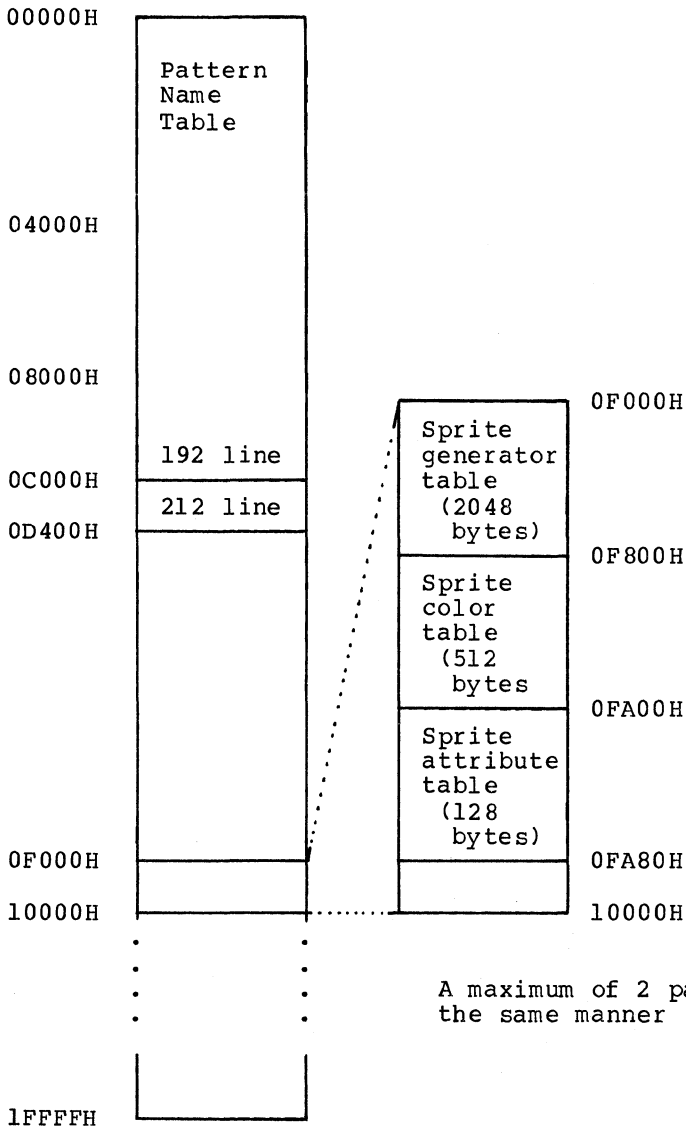 00000H
Pattern
Name
Table
04000H
08000H
192 line
0C000H
212 line
0D400H
0F000H
10000H
1FFFFH
0F000H
Sprite
generator
table
(2048
bytes)
0F800H
Sprite
color
table
(512
bytes
0FA00H
Sprite
attribute
table
(128
bytes)
0FA80H
10000H
A maximum of 2
the same manner